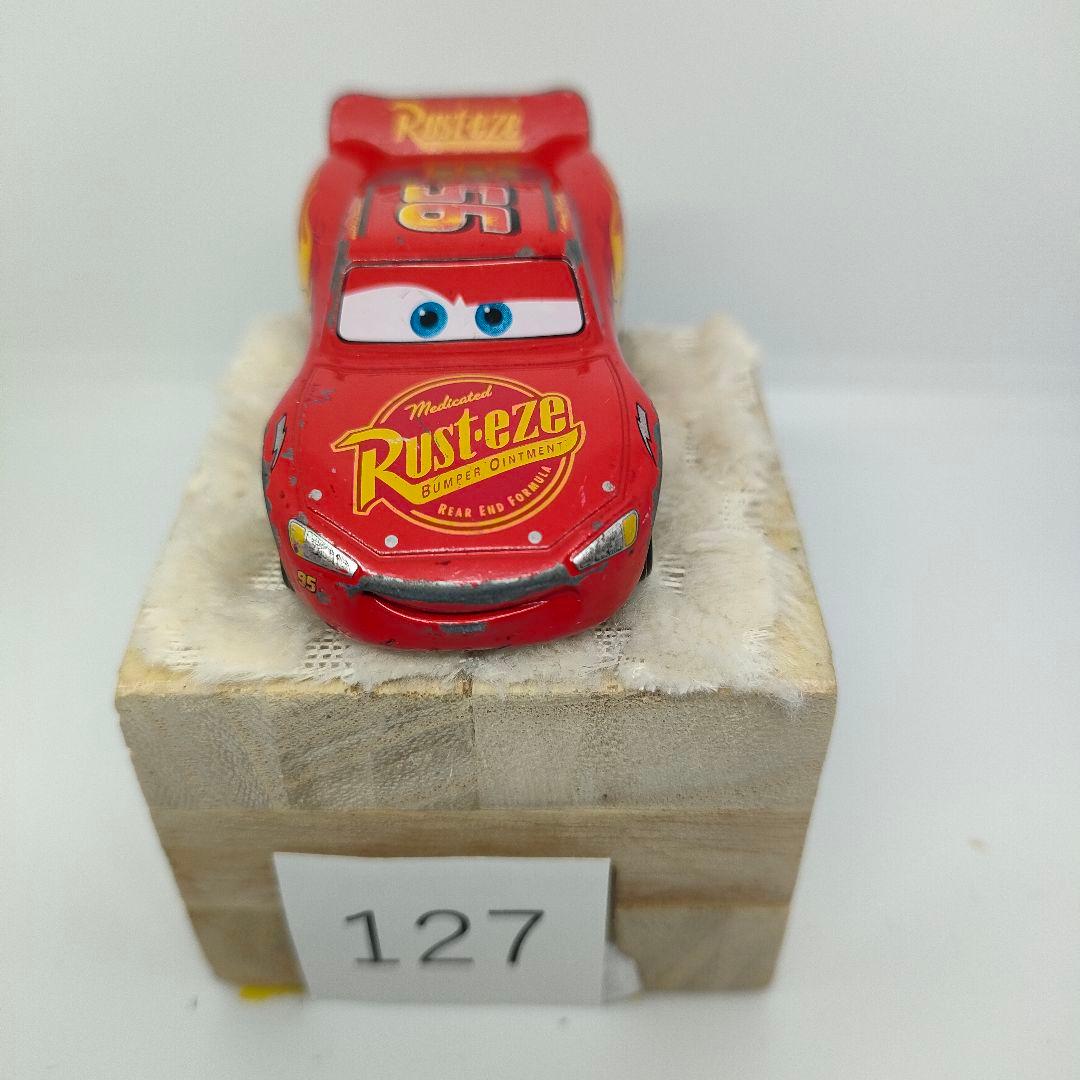 Rust-eze
95
Medicated
Rust-eze
BUMPER OINTMENT
REAR END FORMULA
95
127